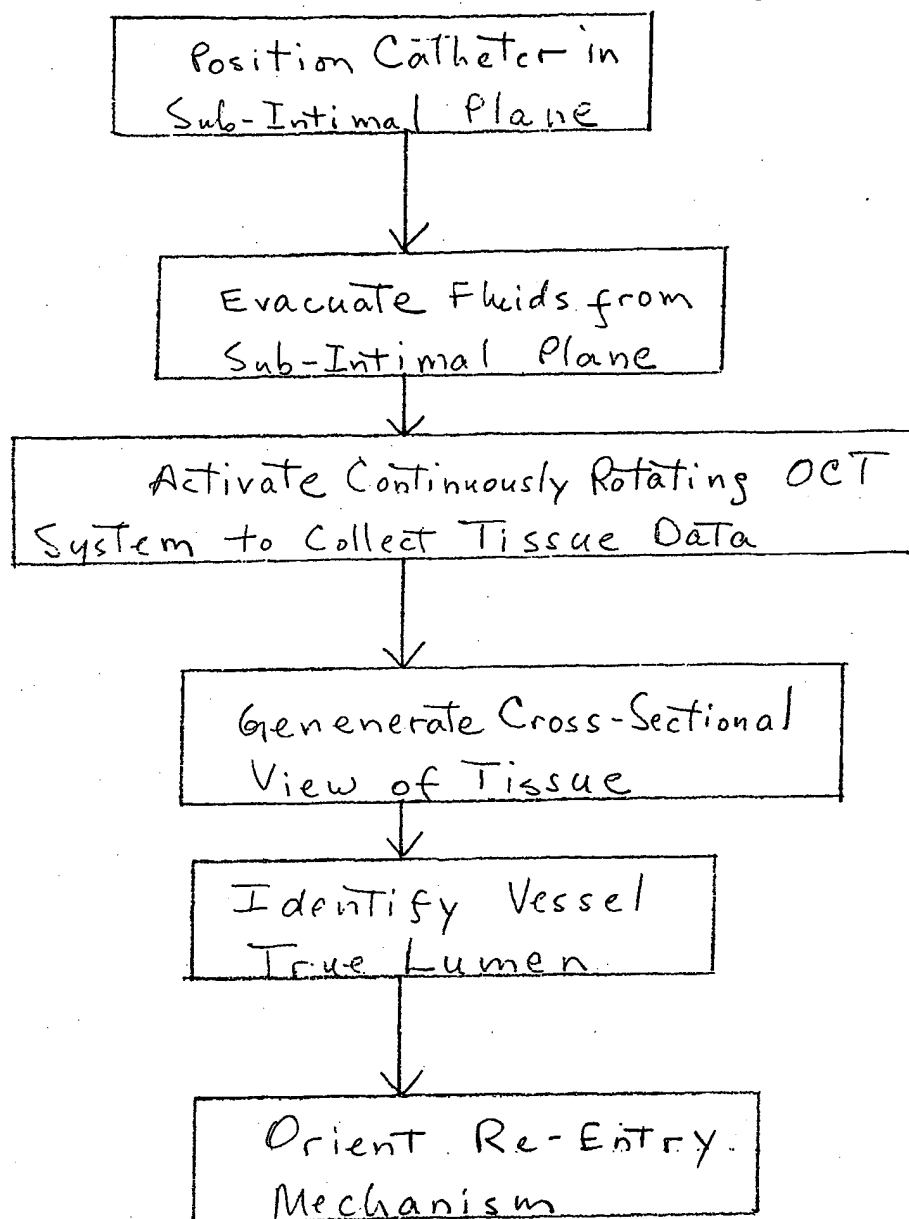 Position Catheter in
Sub-Intimal Plane
Evacuate Fluids from
Sub-Intimal Plane
Activate Continuously Rotating OCT
System to Collect Tissue Data
Genenerate Cross-Sectional
View of Tissue
Identify Vessel
True Lumen
Orient Re-Entry
Mechanism